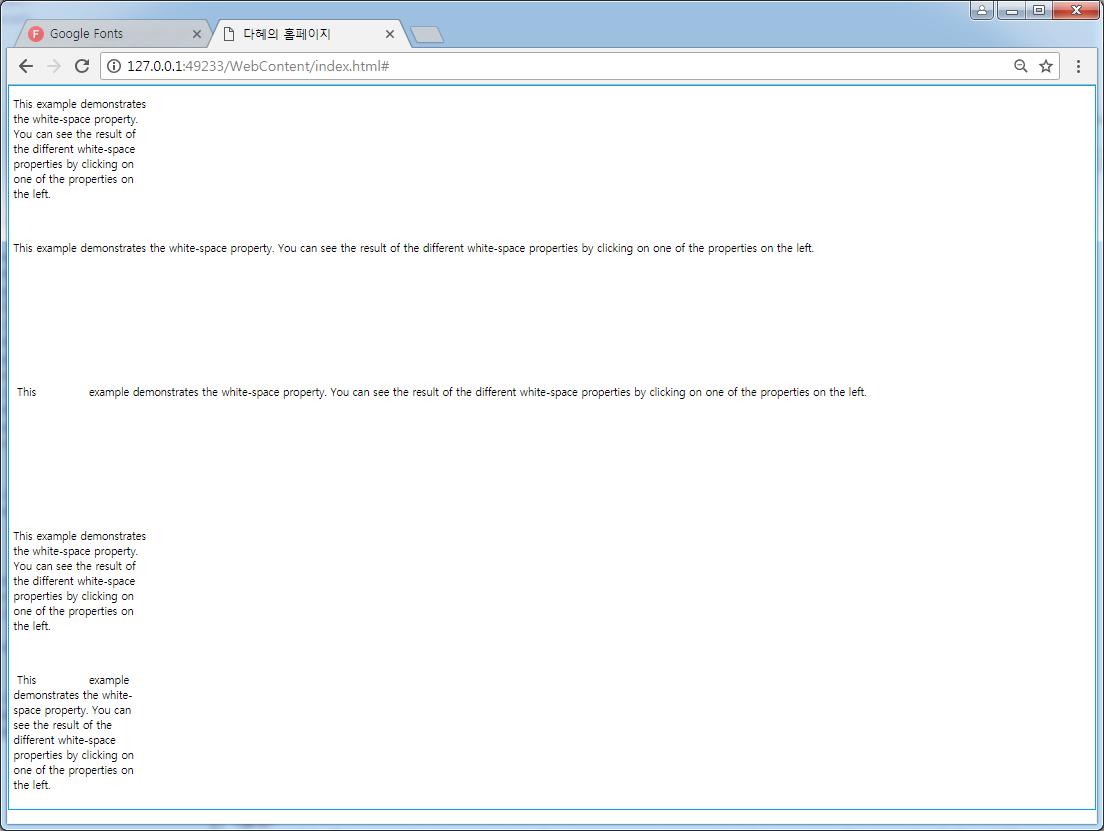 F Google Fonts
다혜의 홈페이지
127.0.0.1:49233/WebContent/index.html#
This example demonstrates
the white-space property.
You can see the result of
the different white-space
properties by clicking on
one of the properties on
the left.
This example demonstrates the white-space property. You can see the result of the different white-space properties by clicking on one of the properties on the left.
This example demonstrates the white-space property. You can see the result of the different white-space properties by clicking on one of the properties on the left.
This example demonstrates
the white-space property.
You can see the result of
the different white-space
properties by clicking on
one of the properties on
the left.
This example
demonstrates the white-
space property. You can
see the result of the
different white-space
properties by clicking on
one of the properties on
the left.